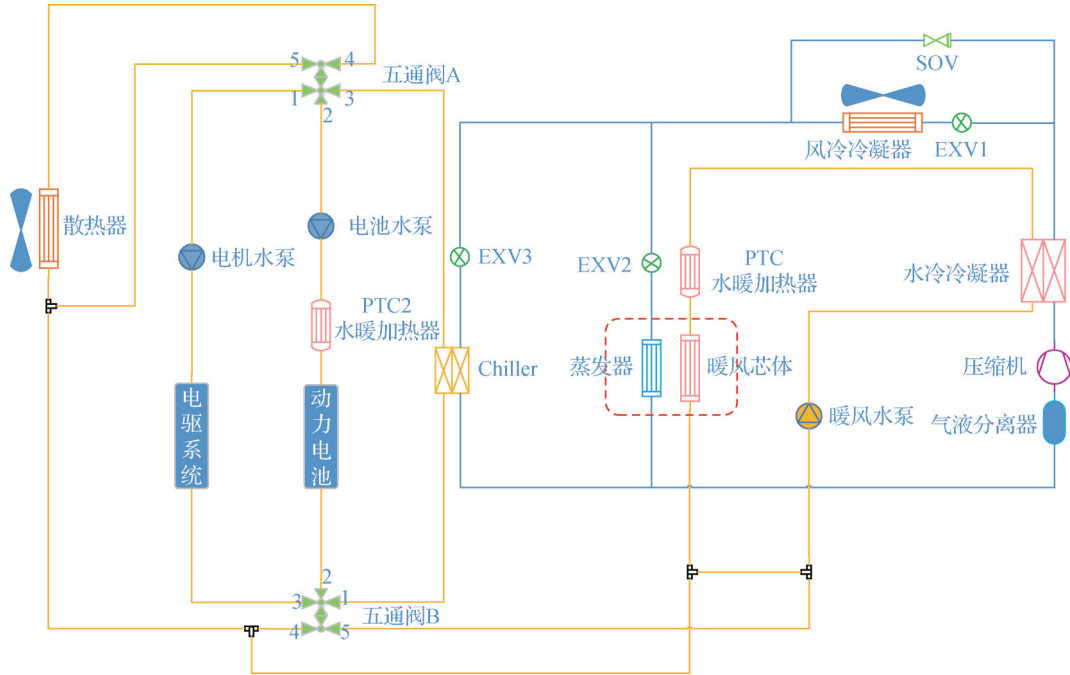 5 4
五通阀A
1 3
2
SOV
风冷冷凝器 EXV1
散热器
电机水泵
电池水泵
EXV3
EXV2
PTC
水暖加热器
水冷冷凝器
PTC2
水暖加热器
Chiller
蒸发器
暖风芯体
压缩机
电驱系统
动力电池
暖风水泵
气液分离器
2
3 1
五通阀B
4 5